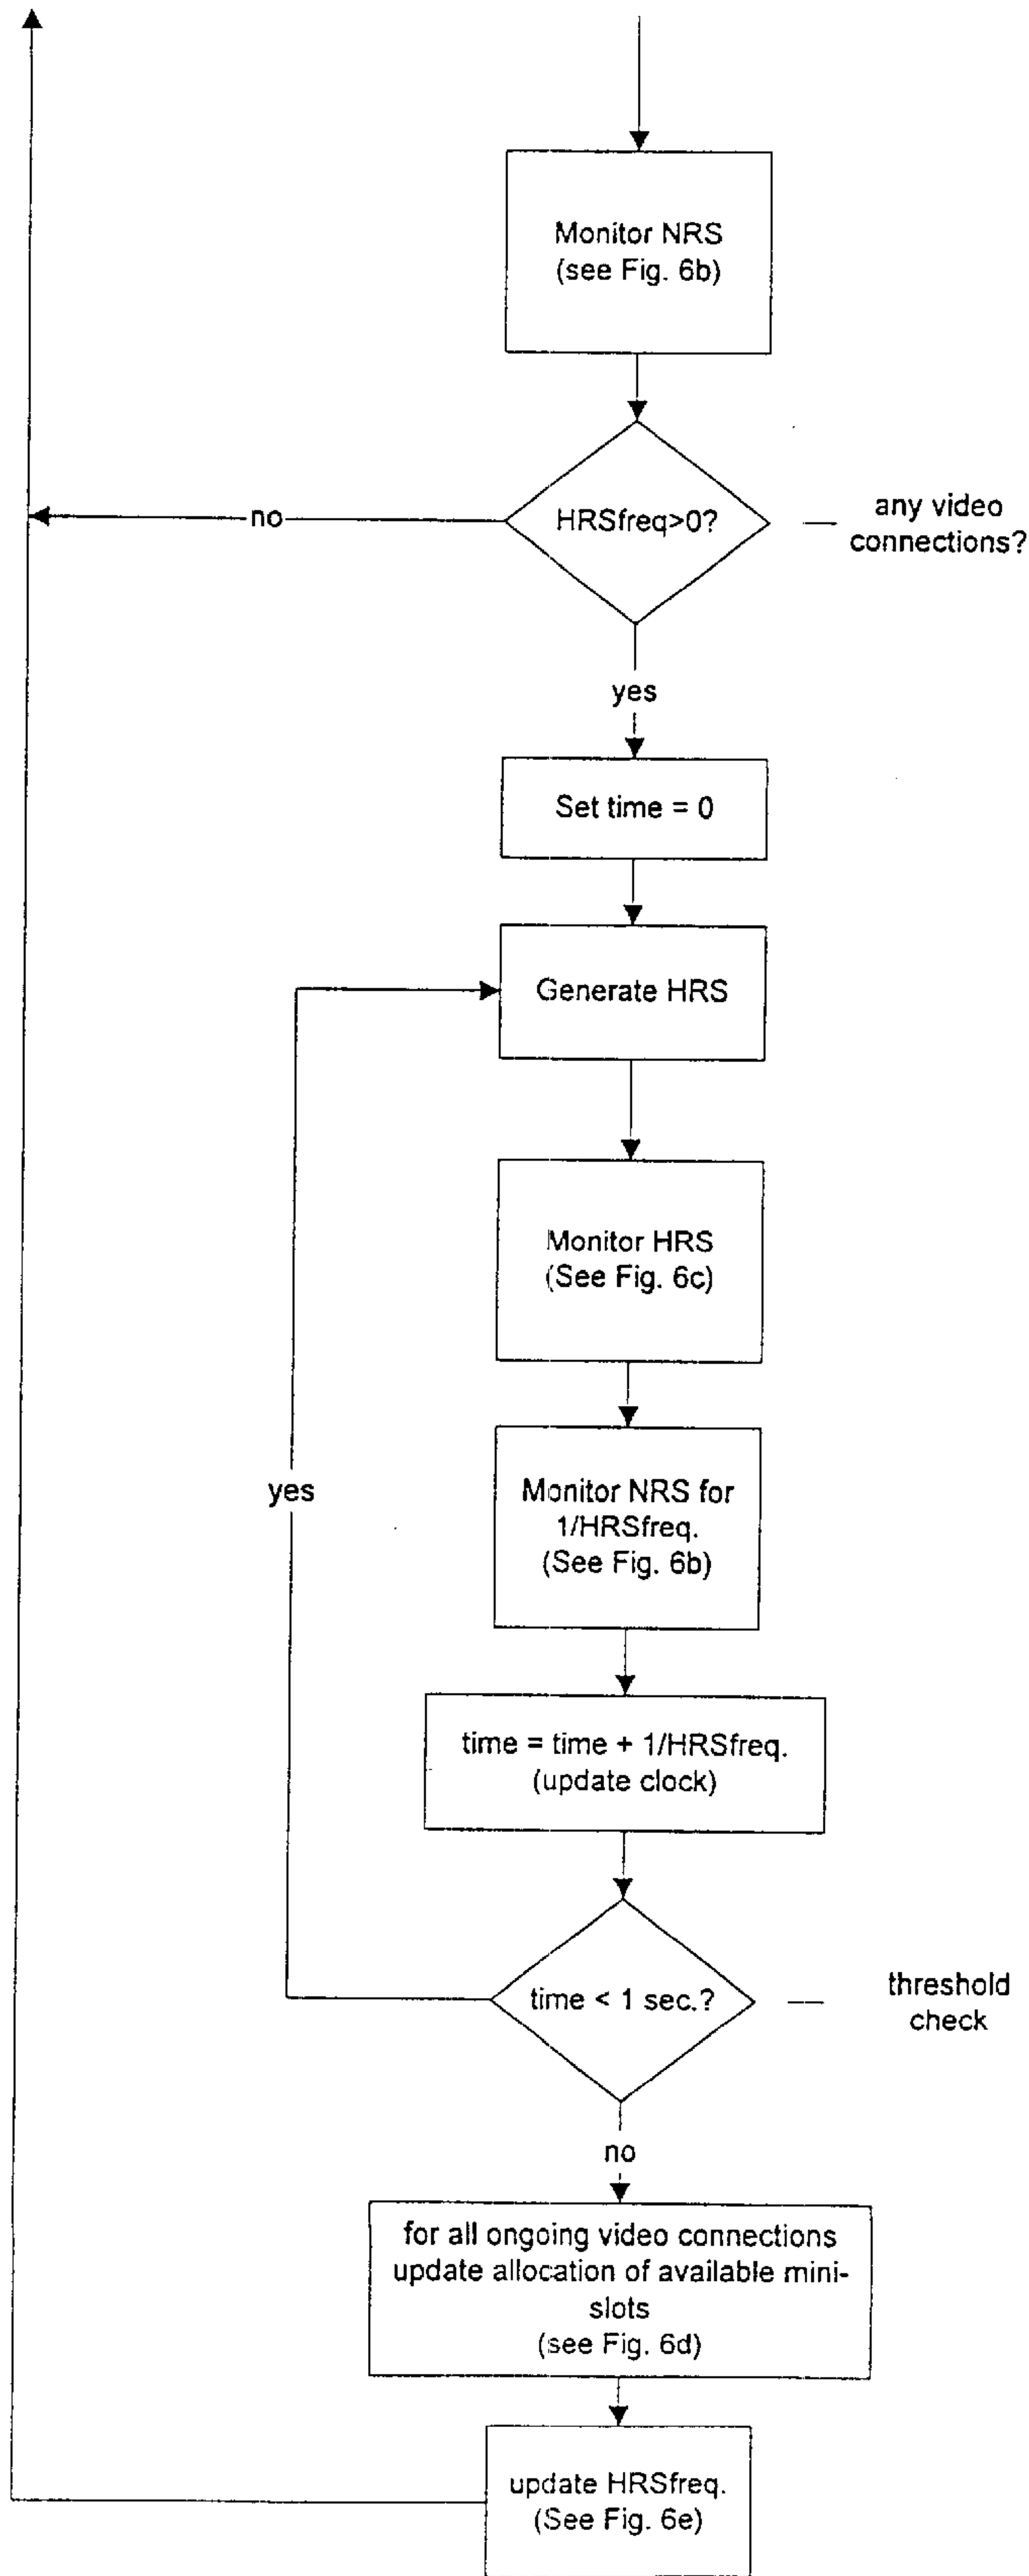 Monitor NRS
(see Fig. 6b)
HRSfreq>0?
any video
connections?
no
yes
Set time = 0
Generate HRS
Monitor HRS
(See Fig. 6c)
Monitor NRS for
1/HRSfreq.
(See Fig. 6b)
yes
time = time + 1/HRSfreq.
(update clock)
time < 1 sec.?
threshold
check
no
for all ongoing video connections
update allocation of available mini-
slots
(see Fig. 6d)
update HRSfreq.
(See Fig. 6e)